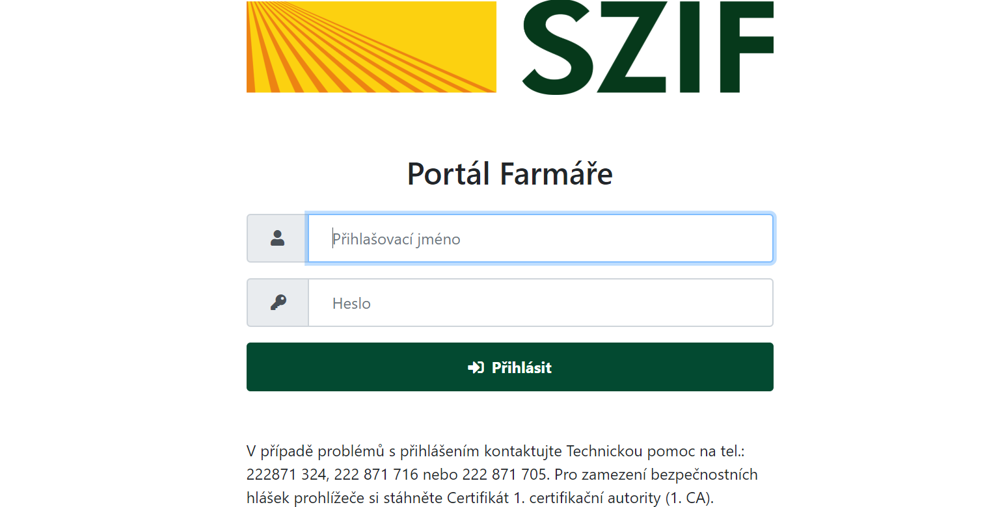 SZIF
Portál Farmáře
Přihlašovací jméno
Heslo
Přihlásit
V případě problémů s přihlášením kontaktujte Technickou pomoc na tel.:
222871 324, 222 871 716 nebo 222 871 705. Pro zamezení bezpečnostních
hlášek prohlížeče si stáhněte Certifikát 1. certifikační autority (1. CA).